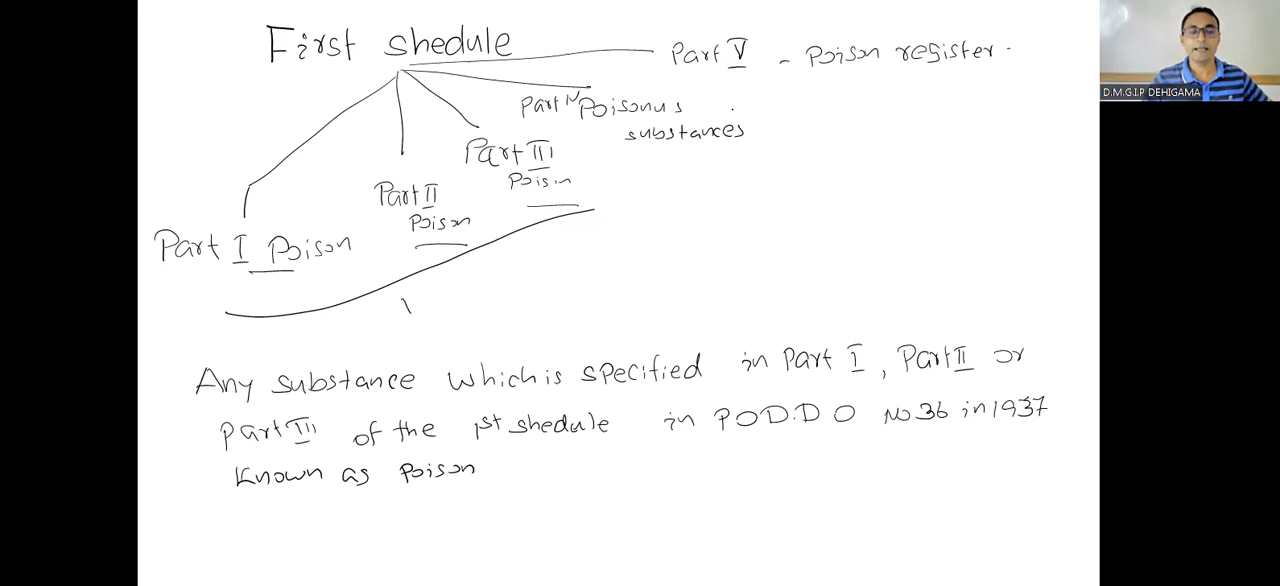 First shedule
Part V - Poison register.
Part IV Poisonus
substances
Part III
Poisin
Part II
Poison
Part I Poison
Any substance which is specified in Part I, Part II or
Part III of the 1st shedule in POD.D O No 36 in 1937
Known as Poison
D.M.G.I.P DEHIGAMA